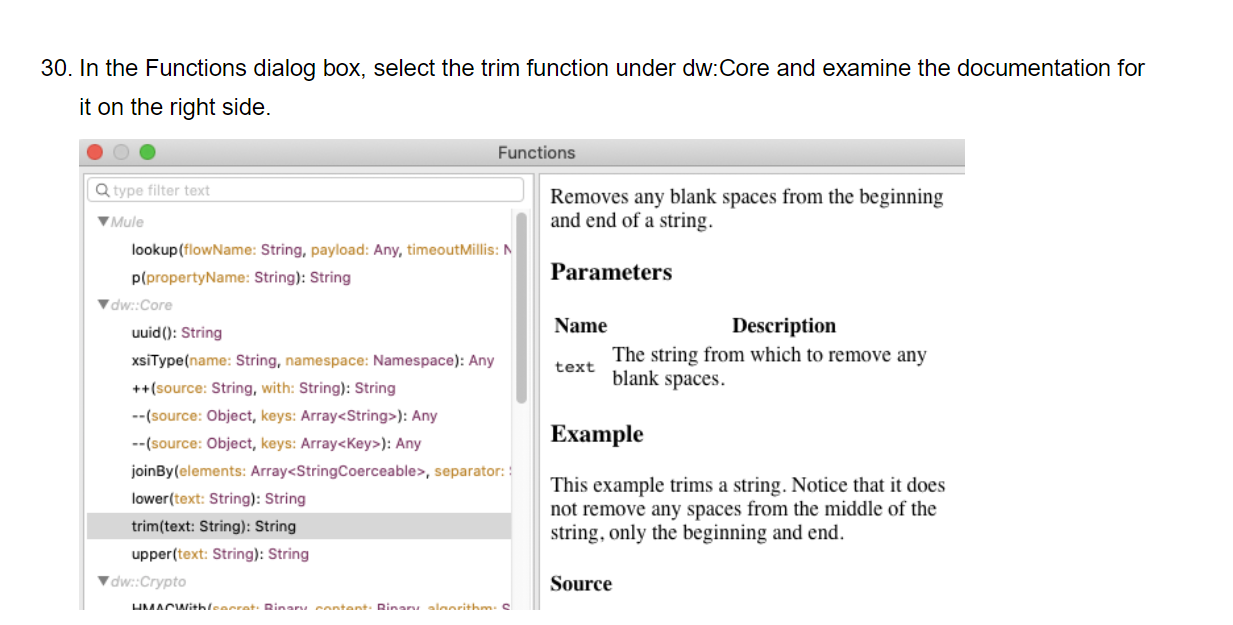 30. In the Functions dialog box, select the trim function under dw:Core and examine the documentation for
it on the right side.
Functions
type filter text
Mule
lookup(flowName: String, payload: Any, timeoutMillis: N
p(propertyName: String): String
dw::Core
uuid(): String
xsiType(name: String, namespace: Namespace): Any
++(source: String, with: String): String
--(source: Object, keys: Array<String>): Any
--(source: Object, keys: Array<Key>): Any
joinBy(elements: Array<StringCoerceable>, separator:
lower(text: String): String
trim(text: String): String
upper(text: String): String
dw::Crypto
HMACWith(secret: Binary, content: Binary, algorithm: S
Removes any blank spaces from the beginning
and end of a string.
Parameters
Name Description
text The string from which to remove any
blank spaces.
Example
This example trims a string. Notice that it does
not remove any spaces from the middle of the
string, only the beginning and end.
Source